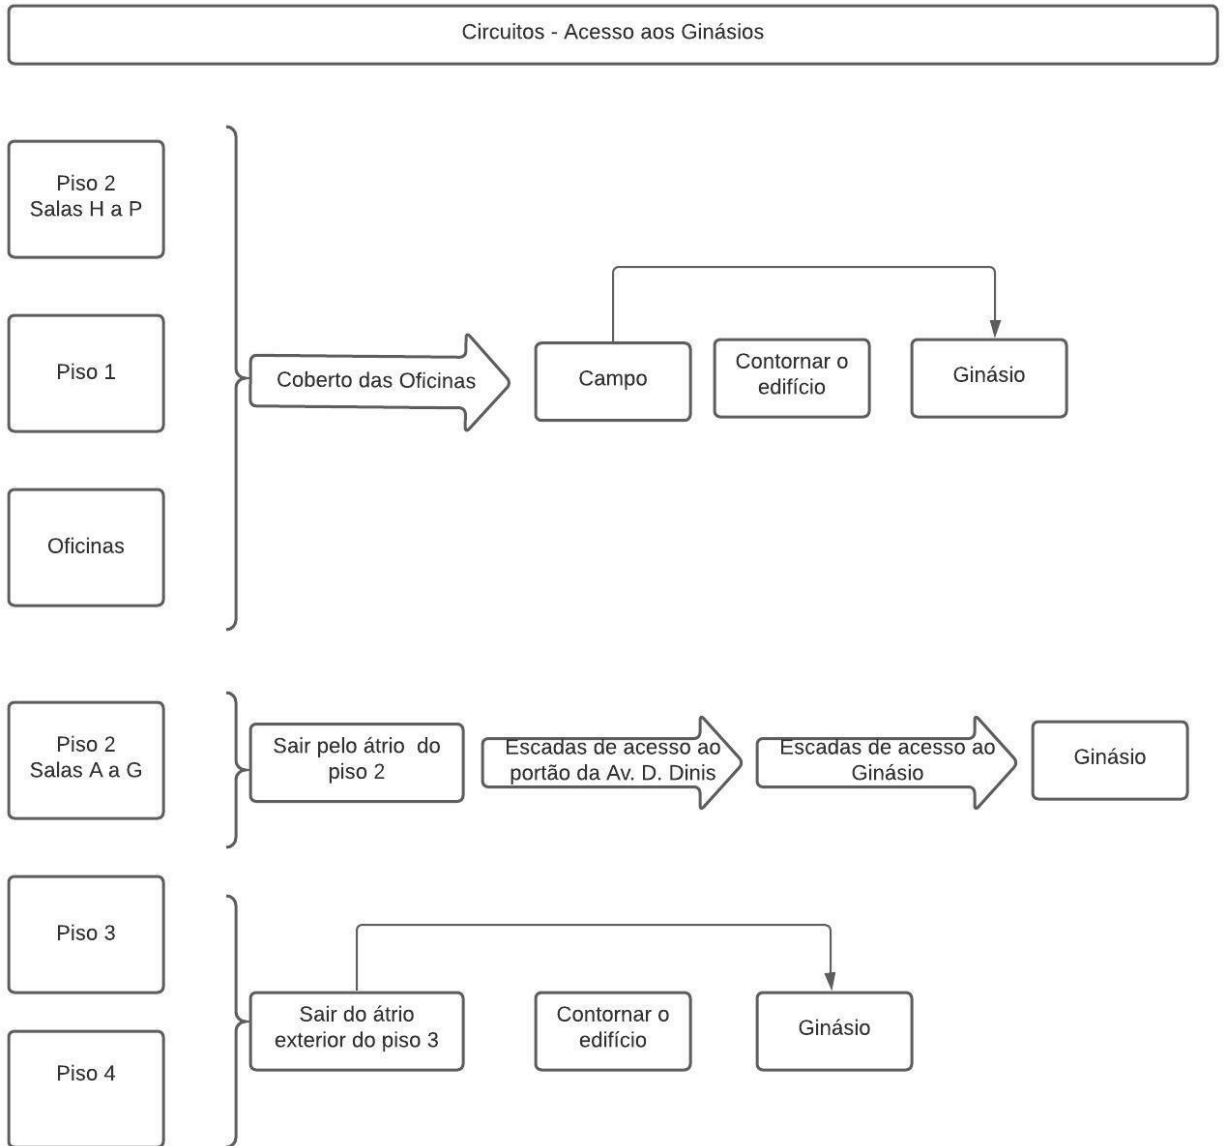 Circuitos - Acesso aos Ginásios
Piso 2
Salas H a P
Piso 1
Oficinas
Coberto das Oficinas
Campo
Contornar o
edifício
Ginásio
Piso 2
Salas A a G
Sair pelo átrio  do
piso 2
Escadas de acesso ao
portão da Av. D. Dinis
Escadas de acesso ao
Ginásio
Ginásio
Piso 3
Piso 4
Sair do átrio
exterior do piso 3
Contornar o
edifício
Ginásio